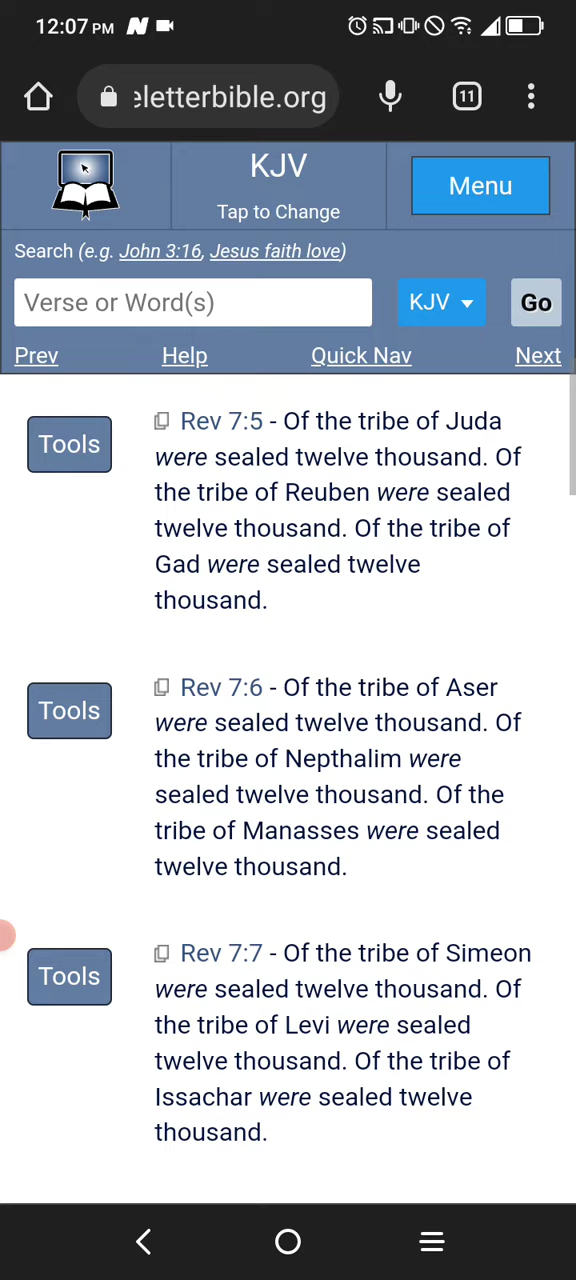 12:07 PM
eletterbible.org
11
KJV
Menu
Tap to Change
Search (e.g. John 3:16, Jesus faith love)
Verse or Word(s)
KJV
Go
Prev
Help
Quick Nav
Next
Tools
Rev 7:5 - Of the tribe of Juda
were sealed twelve thousand. Of
the tribe of Reuben were sealed
twelve thousand. Of the tribe of
Gad were sealed twelve
thousand.
Tools
Rev 7:6 - Of the tribe of Aser
were sealed twelve thousand. Of
the tribe of Nepthalim were
sealed twelve thousand. Of the
tribe of Manasses were sealed
twelve thousand.
Tools
Rev 7:7 - Of the tribe of Simeon
were sealed twelve thousand. Of
the tribe of Levi were sealed
twelve thousand. Of the tribe of
Issachar were sealed twelve
thousand.